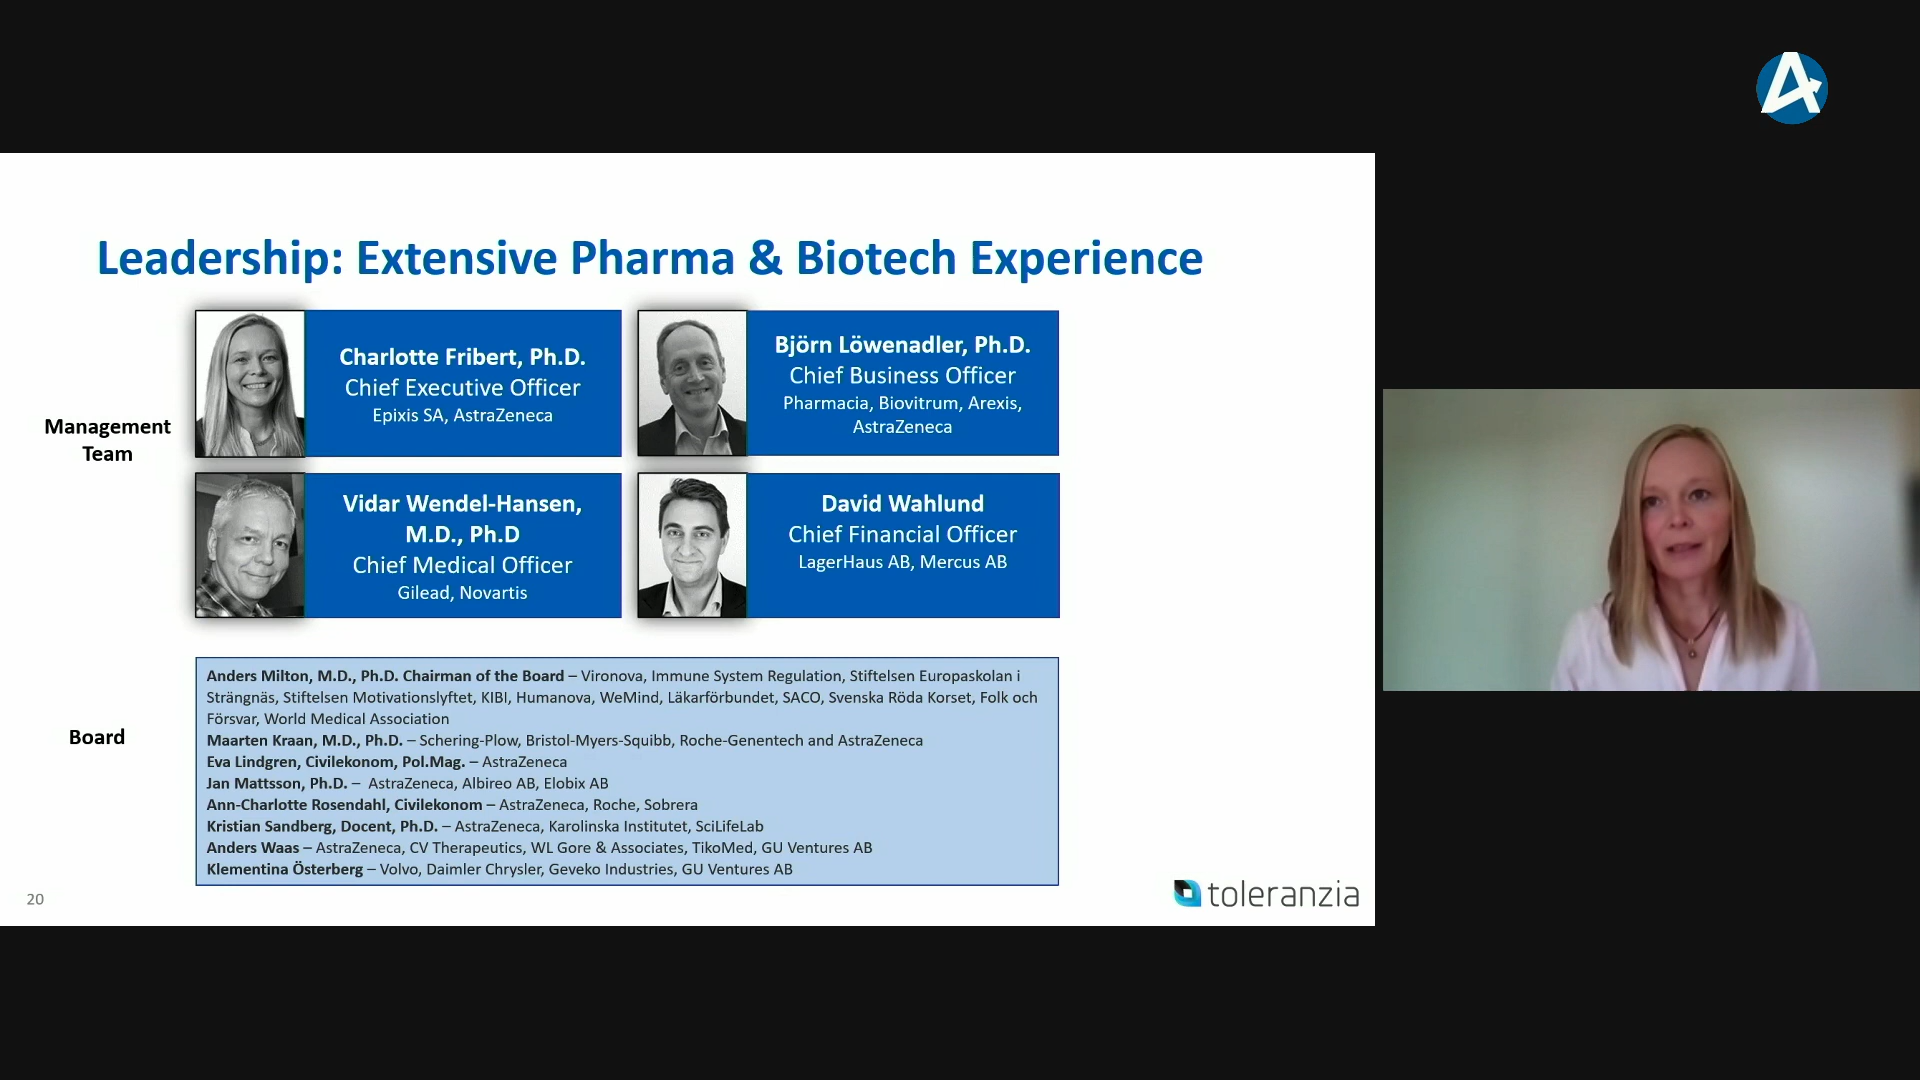 Leadership: Extensive Pharma & Biotech Experience
Management
Team
Charlotte Fribert, Ph.D.
Chief Executive Officer
Epixis SA, AstraZeneca
Björn Löwenadler, Ph.D.
Chief Business Officer
Pharmacia, Biovitrum, Arexis,
AstraZeneca
Vidar Wendel-Hansen,
M.D., Ph.D
Chief Medical Officer
Gilead, Novartis
David Wahlund
Chief Financial Officer
LagerHaus AB, Mercus AB
Board
Anders Milton, M.D., Ph.D. Chairman of the Board – Vironova, Immune System Regulation, Stiftelsen Europaskolan i
Strängnäs, Stiftelsen Motivationslyftet, KIBI, Humanova, WeMind, Läkarförbundet, SACO, Svenska Röda Korset, Folk och
Försvar, World Medical Association
Maarten Kraan, M.D., Ph.D. – Schering-Plow, Bristol-Myers-Squibb, Roche-Genentech and AstraZeneca
Eva Lindgren, Civilekonom, Pol.Mag. – AstraZeneca
Jan Mattsson, Ph.D. – AstraZeneca, Albireo AB, Elobix AB
Ann-Charlotte Rosendahl, Civilekonom – AstraZeneca, Roche, Sobrera
Kristian Sandberg, Docent, Ph.D. – AstraZeneca, Karolinska Institutet, SciLifeLab
Anders Waas – AstraZeneca, CV Therapeutics, WL Gore & Associates, TikoMed, GU Ventures AB
Klementina Österberg – Volvo, Daimler Chrysler, Geveko Industries, GU Ventures AB
20
toleranzia